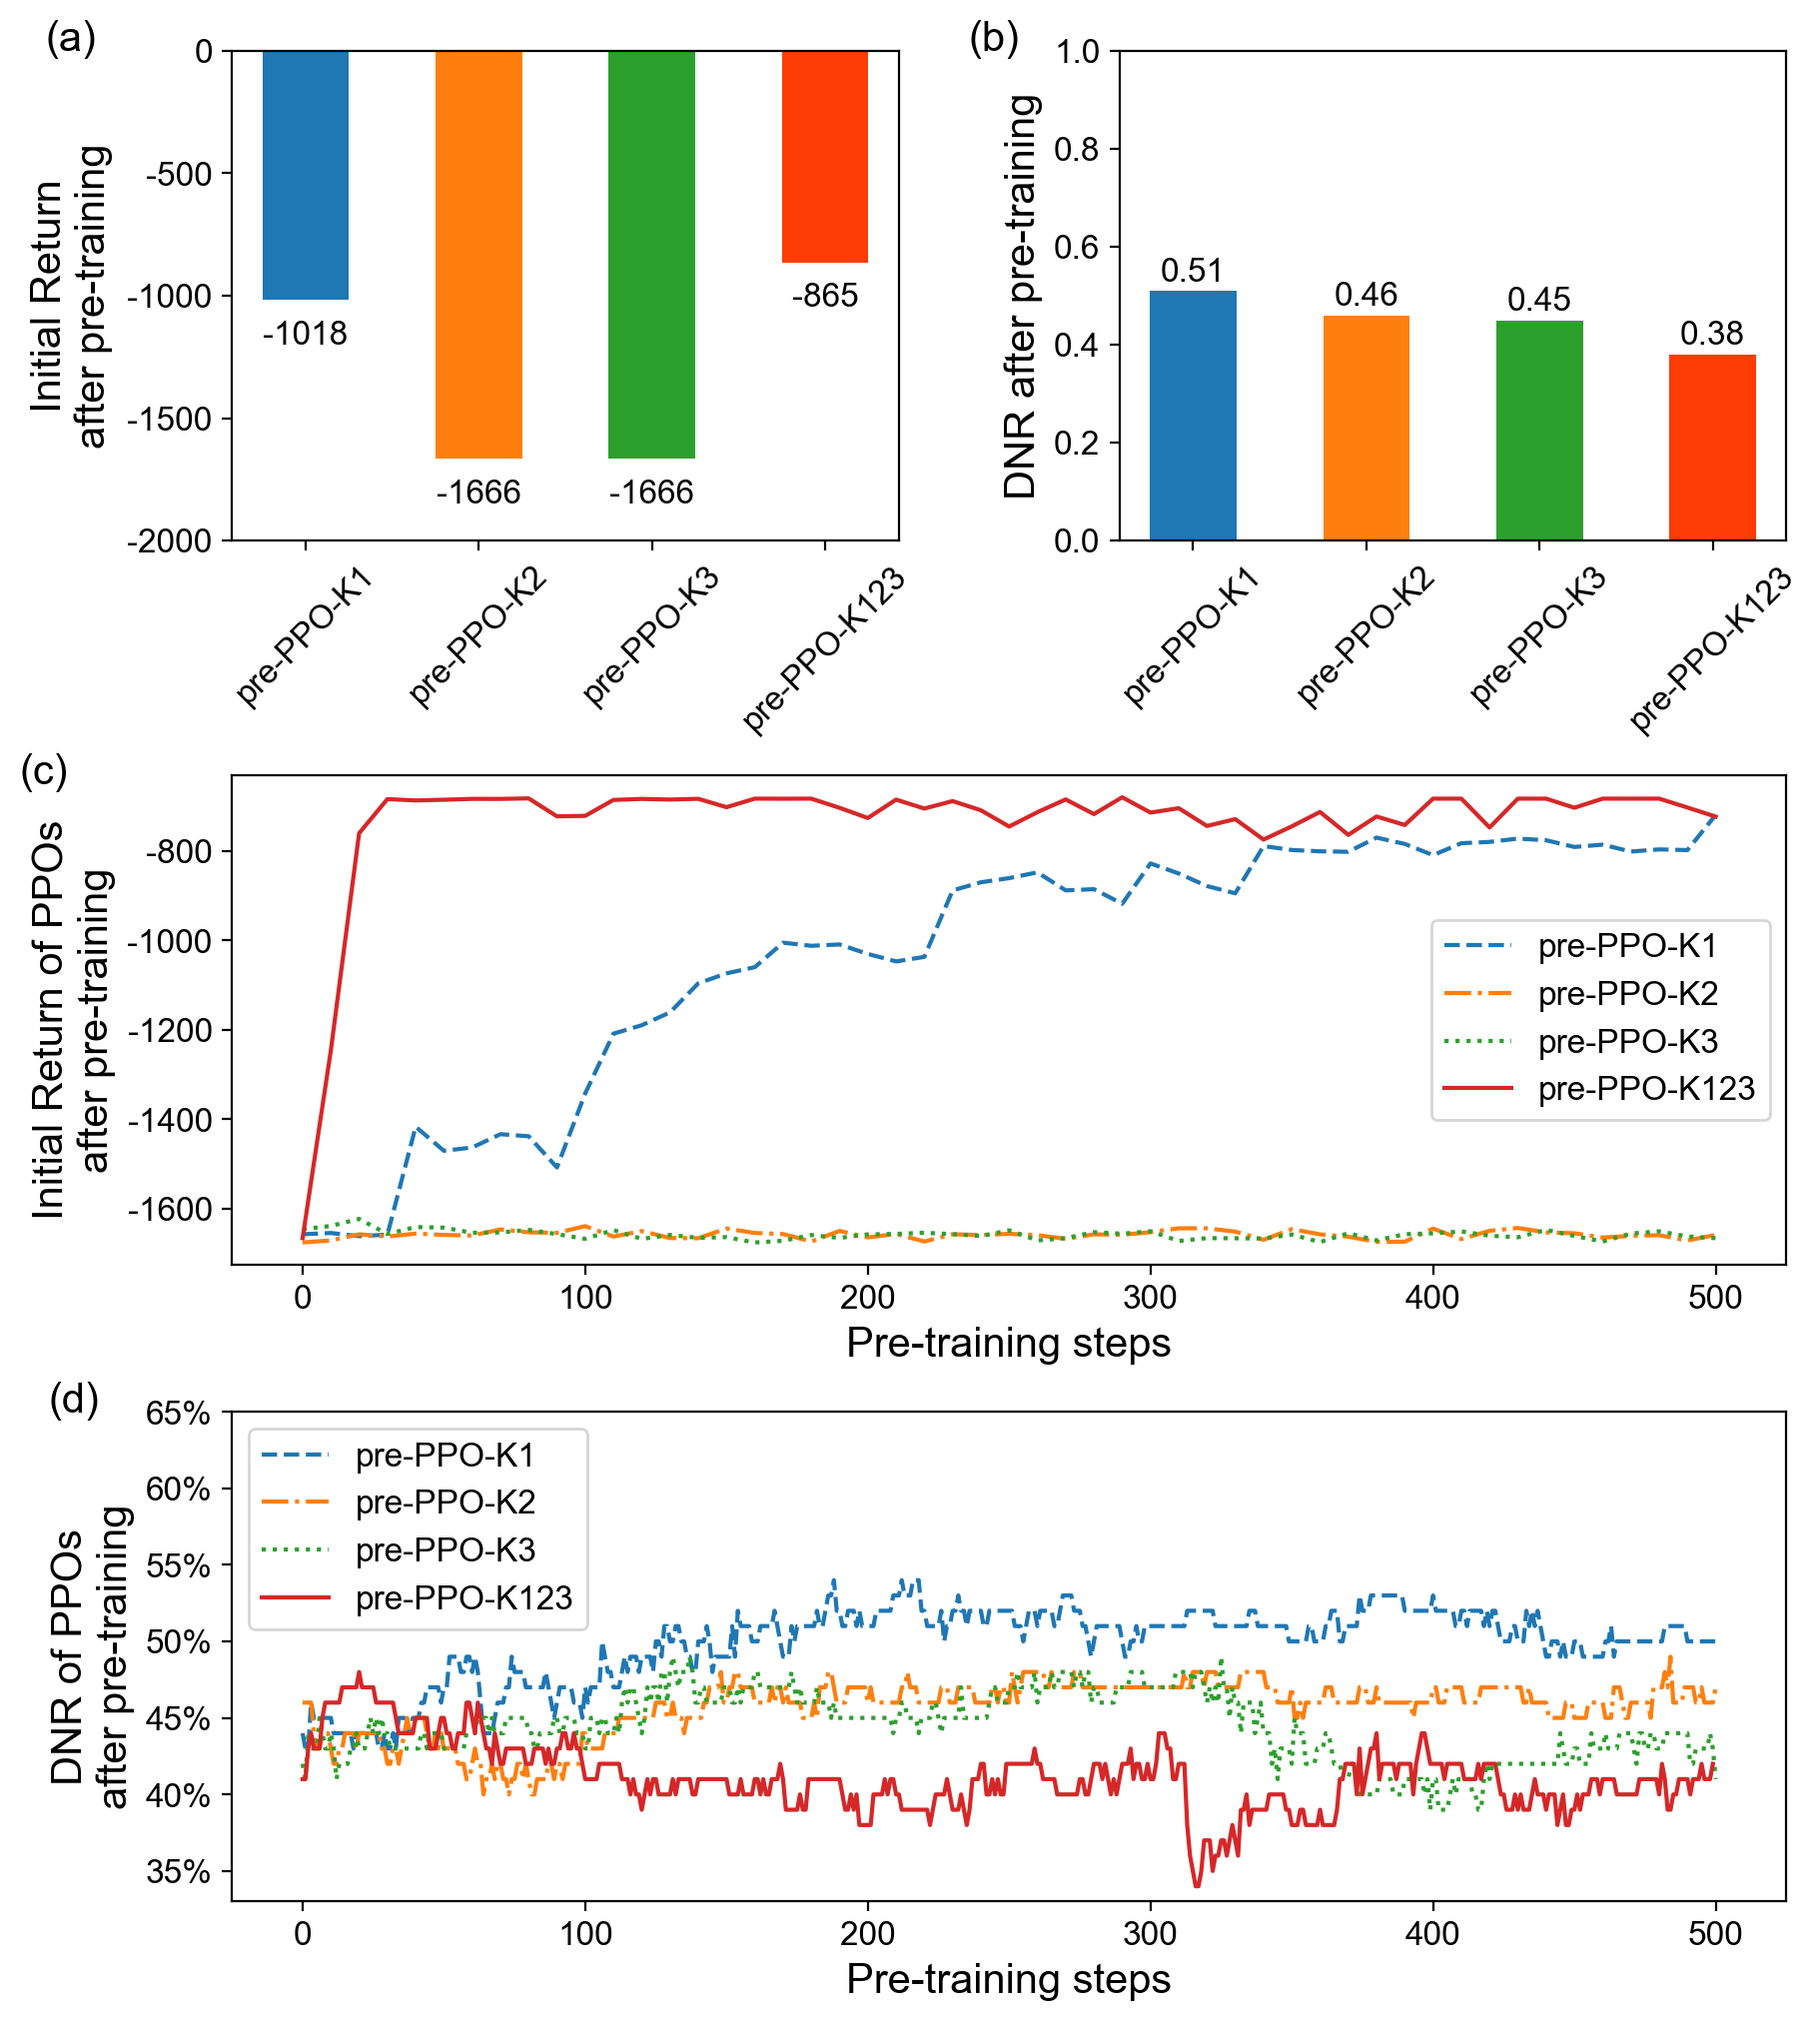 (a)
0
-500
-1000
-1500
-2000
Initial Return
after pre-training
-1018
-1666
-1666
-865
pre-PPO-K1
pre-PPO-K2
pre-PPO-K3
pre-PPO-K123
(b)
1.0
0.8
0.6
0.4
0.2
0.0
DNR after pre-training
0.51
0.46
0.45
0.38
pre-PPO-K1
pre-PPO-K2
pre-PPO-K3
pre-PPO-K123
(c)
-800
-1000
-1200
-1400
-1600
Initial Return of PPOs
after pre-training
pre-PPO-K1
pre-PPO-K2
pre-PPO-K3
pre-PPO-K123
0 100 200 300 400 500
Pre-training steps
(d)
65%
60%
55%
50%
45%
40%
35%
DNR of PPOs
after pre-training
pre-PPO-K1
pre-PPO-K2
pre-PPO-K3
pre-PPO-K123
0 100 200 300 400 500
Pre-training steps